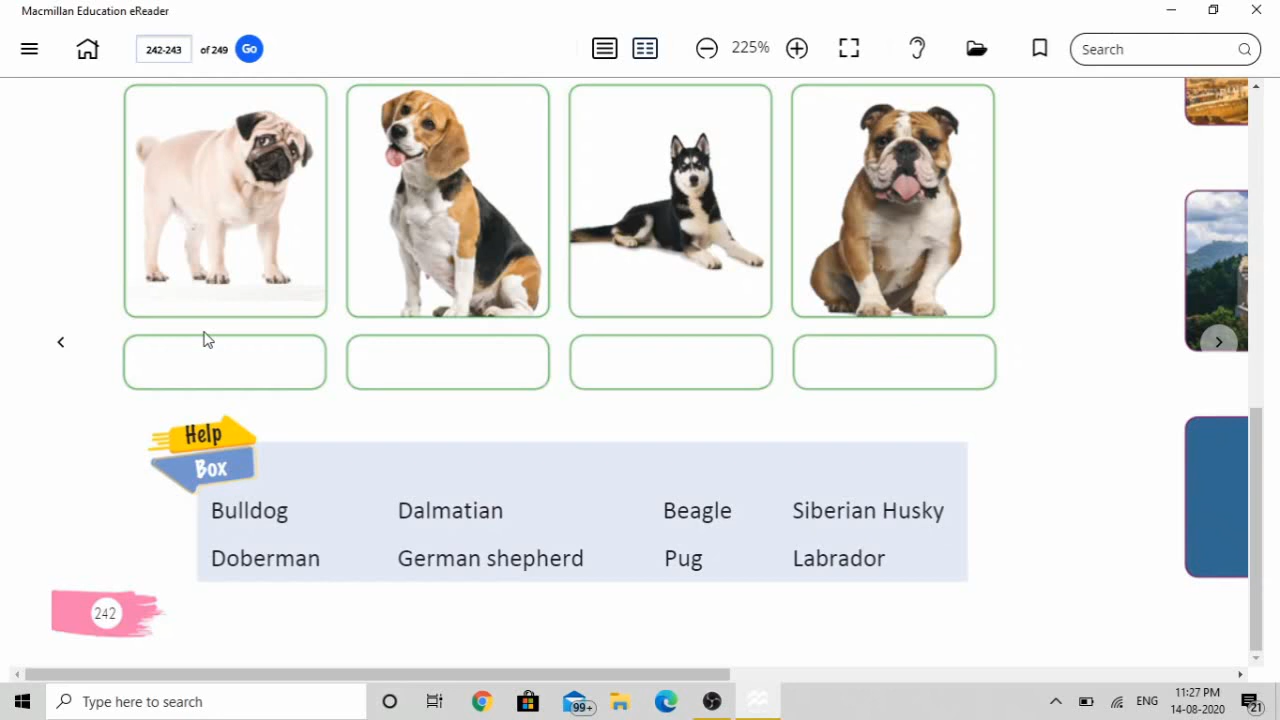 Macmillan Education eReader
242-243 of 249 Go 225% Search
Help
Box
Bulldog Dalmatian Beagle Siberian Husky
Doberman German shepherd Pug Labrador
242
Type here to search 99+ ENG 11:27 PM 14-08-2020 21